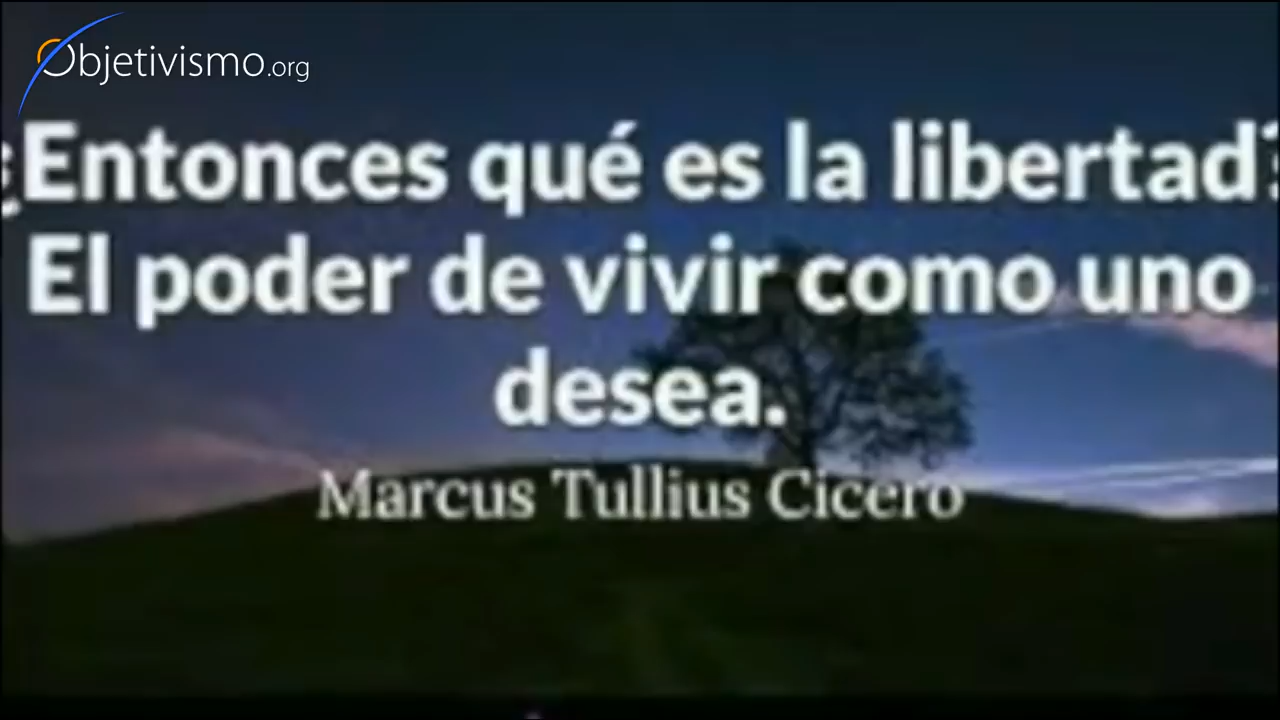 Objetivismo.org
¿Entonces qué es la libertad?
El poder de vivir como uno
desea.
Marcus Tullius Cicero